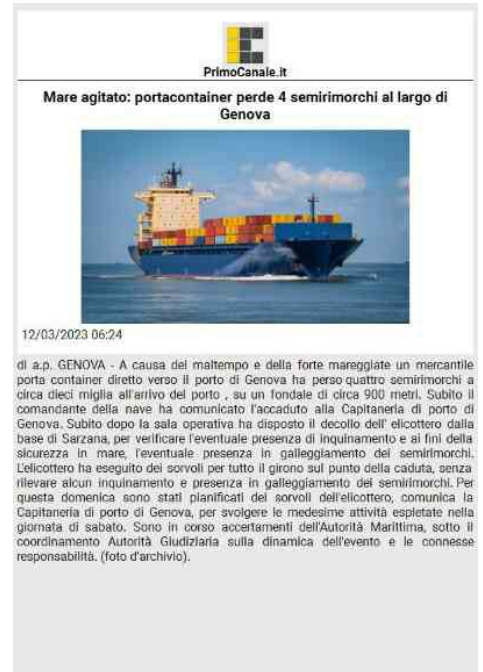 PrimoCanale.it
Mare agitato: portacontainer perde 4 semirimorchi al largo di
Genova
12/03/2023 06:24
di a.p. GENOVA - A causa del maltempo e della forte mareggiate un mercantile
porta container diretto verso il porto di Genova ha perso quattro semirimorchi a
circa dieci miglia all'arrivo del porto , su un fondale di circa 900 metri. Subito il
comandante della nave ha comunicato l'accaduto alla Capitaneria di porto di
Genova. Subito dopo la sala operativa ha disposto il decollo dell' elicottero dalla
base di Sarzana, per verificare l'eventuale presenza di inquinamento e ai fini della
sicurezza in mare, l'eventuale presenza in galleggiamento dei semirimorchi.
L'elicottero ha eseguito dei sorvoli per tutto il girono sul punto della caduta, senza
rilevare alcun inquinamento e presenza in galleggiamento dei semirimorchi. Per
questa domenica sono stati pianificati dei sorvoli dell'elicottero, comunica la
Capitaneria di porto di Genova, per svolgere le medesime attività espletate nella
giornata di sabato. Sono in corso accertamenti dell'Autorità Marittima, sotto il
coordinamento Autorità Giudiziaria sulla dinamica dell'evento e le connesse
responsabilità. (foto d'archivio).